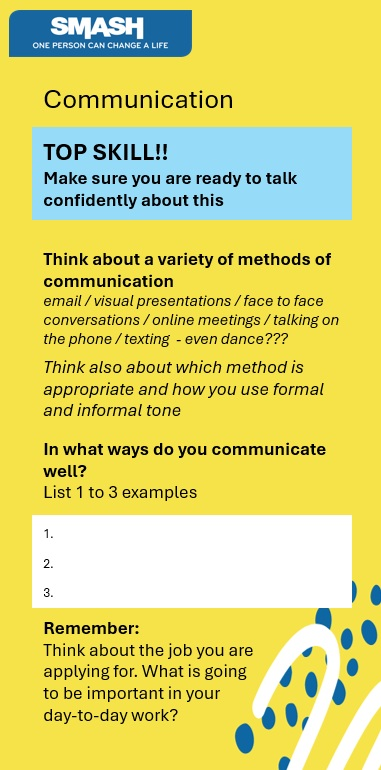 SMASH
ONE PERSON CAN CHANGE A LIFE
Communication
TOP SKILL!!
Make sure you are ready to talk
confidently about this
Think about a variety of methods of
communication
email / visual presentations / face to face
conversations / online meetings / talking on
the phone / texting  - even dance???
Think also about which method is
appropriate and how you use formal
and informal tone
In what ways do you communicate
well?
List 1 to 3 examples
1.
2.
3.
Remember:
Think about the job you are
applying for. What is going
to be important in your
day-to-day work?